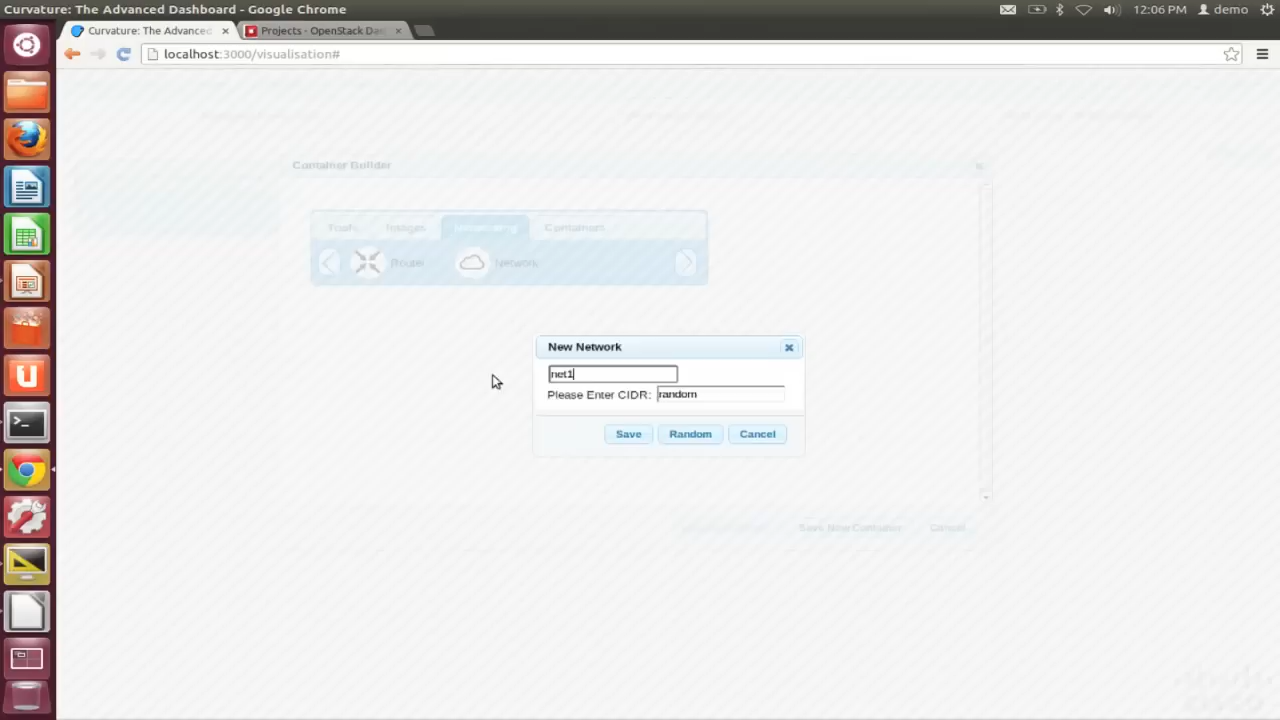 Curvature: The Advanced Dashboard - Google Chrome
12:06 PM
demo
Curvature: The Advanced
Projects - OpenStack Das
localhost:3000/visualisation#
Container Builder
Tools
Images
Networking
Containers
Router
Network
New Network
net1
Please Enter CIDR: random
Save
Random
Cancel
Save New Container
Cancel